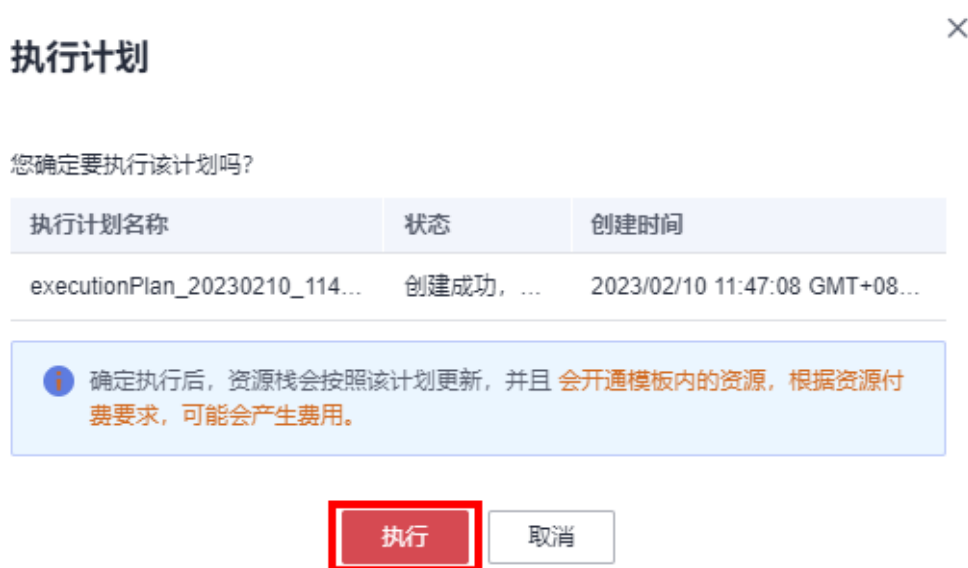 执行计划
您确定要执行该计划吗?
执行计划名称 状态 创建时间
executionPlan_20230210_114... 创建成功，... 2023/02/10 11:47:08 GMT+08...
确定执行后，资源栈会按照该计划更新，并且 会开通模板内的资源，根据资源付
费要求，可能会产生费用。
执行 取消